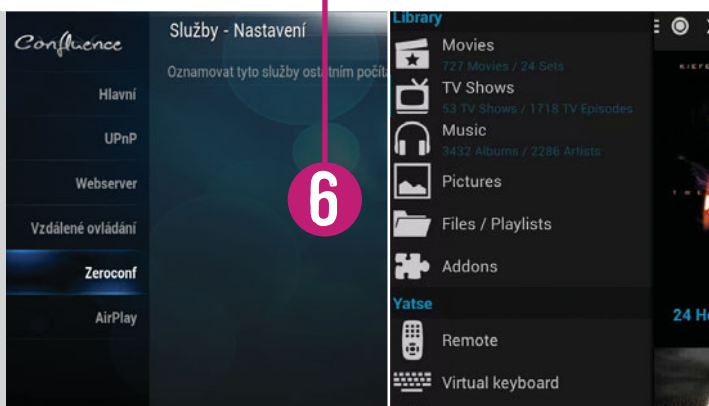 Confluence
Služby - Nastavení
Oznamovat tyto služby ostatním počíta
Hlavní
UPnP
Webserver
Vzdálené ovládání
Zeroconf
AirPlay
6
Library
Movies
727 Movies / 24 Sets
TV Shows
53 TV Shows / 1718 TV Episodes
Music
3432 Albums / 2286 Artists
Pictures
Files / Playlists
Addons
Yatse
Remote
Virtual keyboard
KIEFE
TWE
24 H